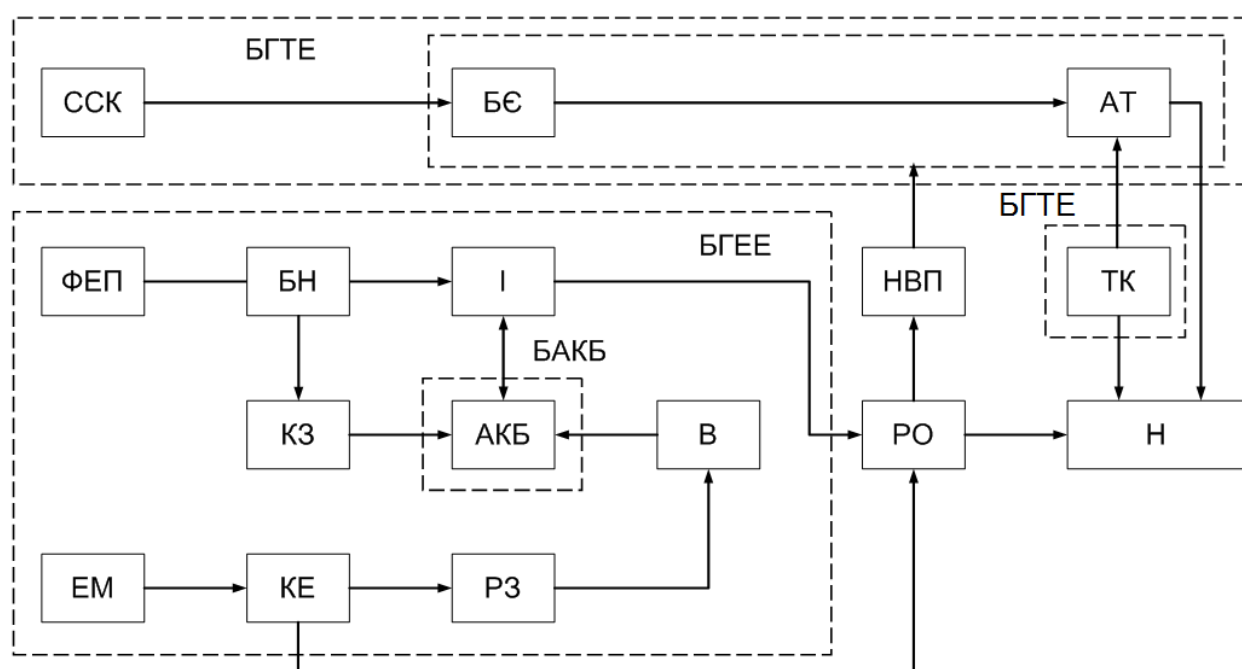 БГТЕ
ССК
БЄ
АТ
БГТЕ
БГЕЕ
ФЕП
БН
І
НВП
ТК
БАКБ
КЗ
АКБ
В
РО
Н
ЕМ
КЕ
РЗ